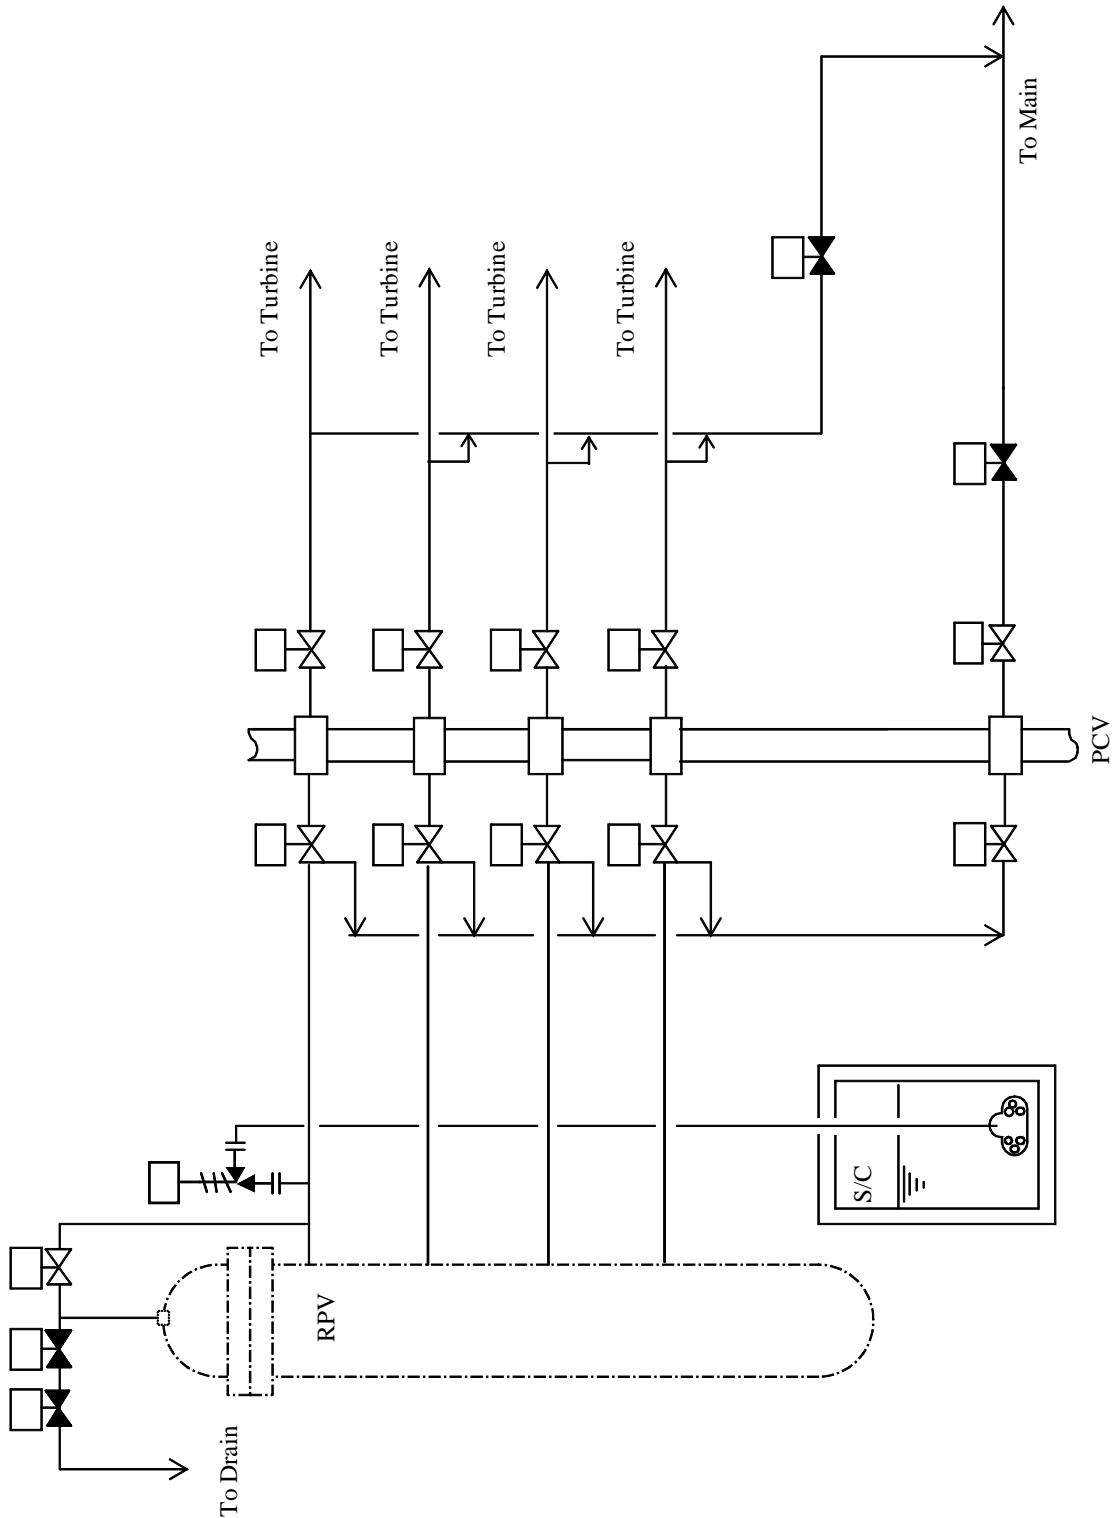 To Main
To Turbine
To Turbine
To Turbine
To Turbine
PCV
S/C
RPV
To Drain